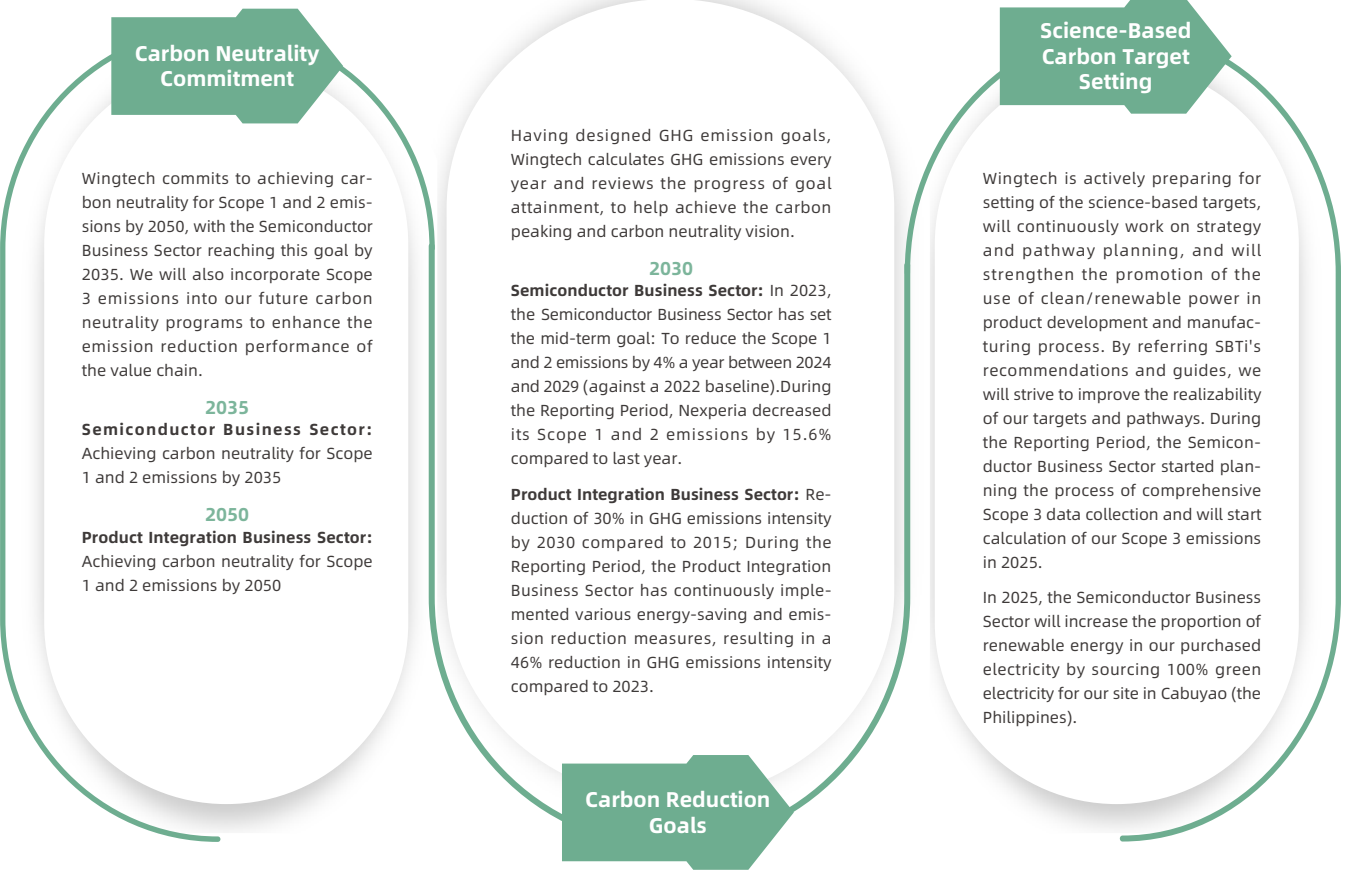 Carbon Neutrality
Commitment
Wingtech commits to achieving car-
bon neutrality for Scope 1 and 2 emis-
sions by 2050, with the Semiconductor
Business Sector reaching this goal by
2035. We will also incorporate Scope
3 emissions into our future carbon
neutrality programs to enhance the
emission reduction performance of
the value chain.
2035
Semiconductor Business Sector:
Achieving carbon neutrality for Scope
1 and 2 emissions by 2035
2050
Product Integration Business Sector:
Achieving carbon neutrality for Scope
1 and 2 emissions by 2050
Having designed GHG emission goals,
Wingtech calculates GHG emissions every
year and reviews the progress of goal
attainment, to help achieve the carbon
peaking and carbon neutrality vision.
2030
Semiconductor Business Sector: In 2023,
the Semiconductor Business Sector has set
the mid-term goal: To reduce the Scope 1
and 2 emissions by 4% a year between 2024
and 2029 (against a 2022 baseline).During
the Reporting Period, Nexperia decreased
its Scope 1 and 2 emissions by 15.6%
compared to last year.
Product Integration Business Sector: Re-
duction of 30% in GHG emissions intensity
by 2030 compared to 2015; During the
Reporting Period, the Product Integration
Business Sector has continuously imple-
mented various energy-saving and emis-
sion reduction measures, resulting in a
46% reduction in GHG emissions intensity
compared to 2023.
Carbon Reduction
Goals
Science-Based
Carbon Target
Setting
Wingtech is actively preparing for
setting of the science-based targets,
will continuously work on strategy
and pathway planning, and will
strengthen the promotion of the
use of clean/renewable power in
product development and manufac-
turing process. By referring SBTi's
recommendations and guides, we
will strive to improve the realizability
of our targets and pathways. During
the Reporting Period, the Semicon-
ductor Business Sector started plan-
ning the process of comprehensive
Scope 3 data collection and will start
calculation of our Scope 3 emissions
in 2025.
In 2025, the Semiconductor Business
Sector will increase the proportion of
renewable energy in our purchased
electricity by sourcing 100% green
electricity for our site in Cabuyao (the
Philippines).